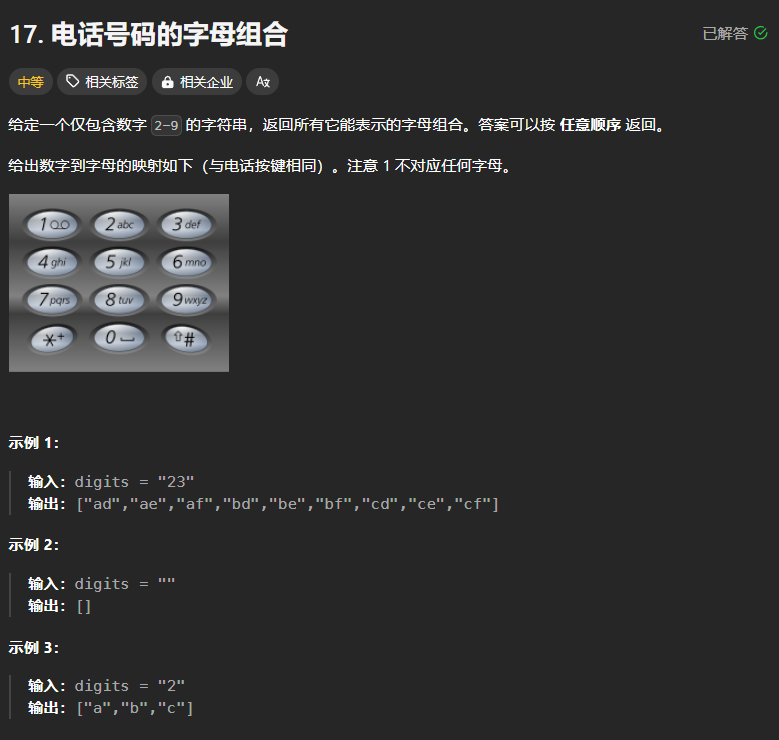 17. 电话号码的字母组合
已解答
中等 相关标签 相关企业 Aя
给定一个仅包含数字 2-9 的字符串，返回所有它能表示的字母组合。答案可以按 任意顺序 返回。
给出数字到字母的映射如下（与电话按键相同）。注意 1 不对应任何字母。
1 2 abc 3 def
4 ghi 5 jkl 6 mno
7 pqrs 8 tuv 9 wxyz
* + 0 #
示例 1：
输入：digits = "23"
输出：["ad","ae","af","bd","be","bf","cd","ce","cf"]
示例 2：
输入：digits = ""
输出：[]
示例 3：
输入：digits = "2"
输出：["a","b","c"]